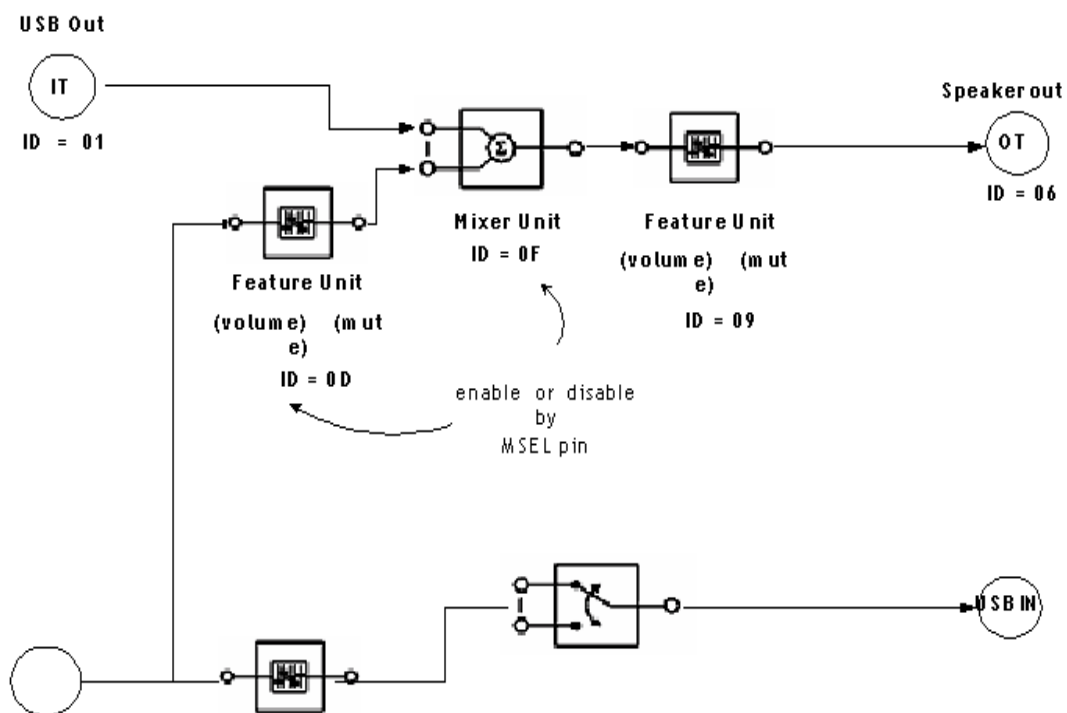 USB Out
IT
ID = 01
Speaker out
OT
ID = 06
Σ
Mixer Unit
ID = 0F
Feature Unit
(volume) (mut
e)
ID = 09
Feature Unit
(volume) (mut
e)
ID = 0D
enable or disable
by
MSEL pin
USB IN